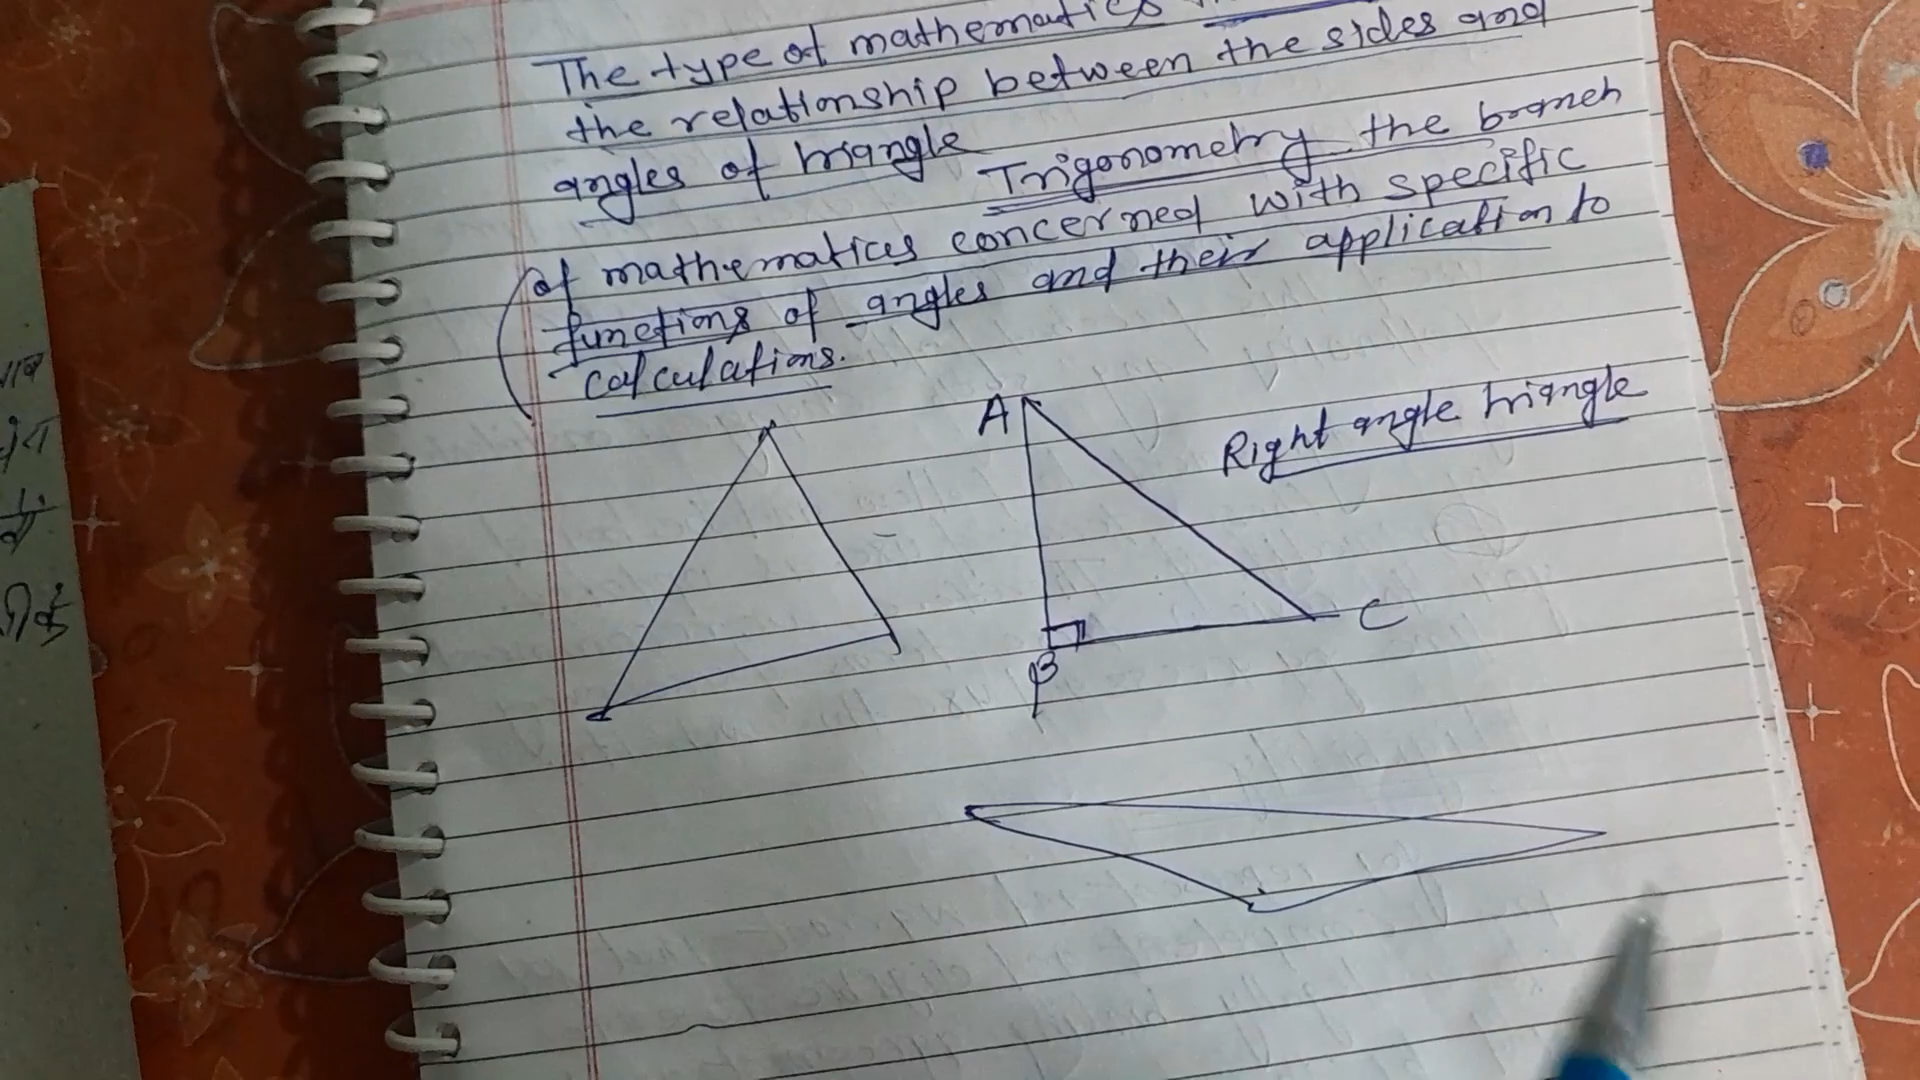 The type of mathematics
the relationship between the sides and
angles of triangle
Trigonometry the branch
of mathematics concerned with specific
functions of angles and their application to
calculations.
A
Right angle triangle
C
B